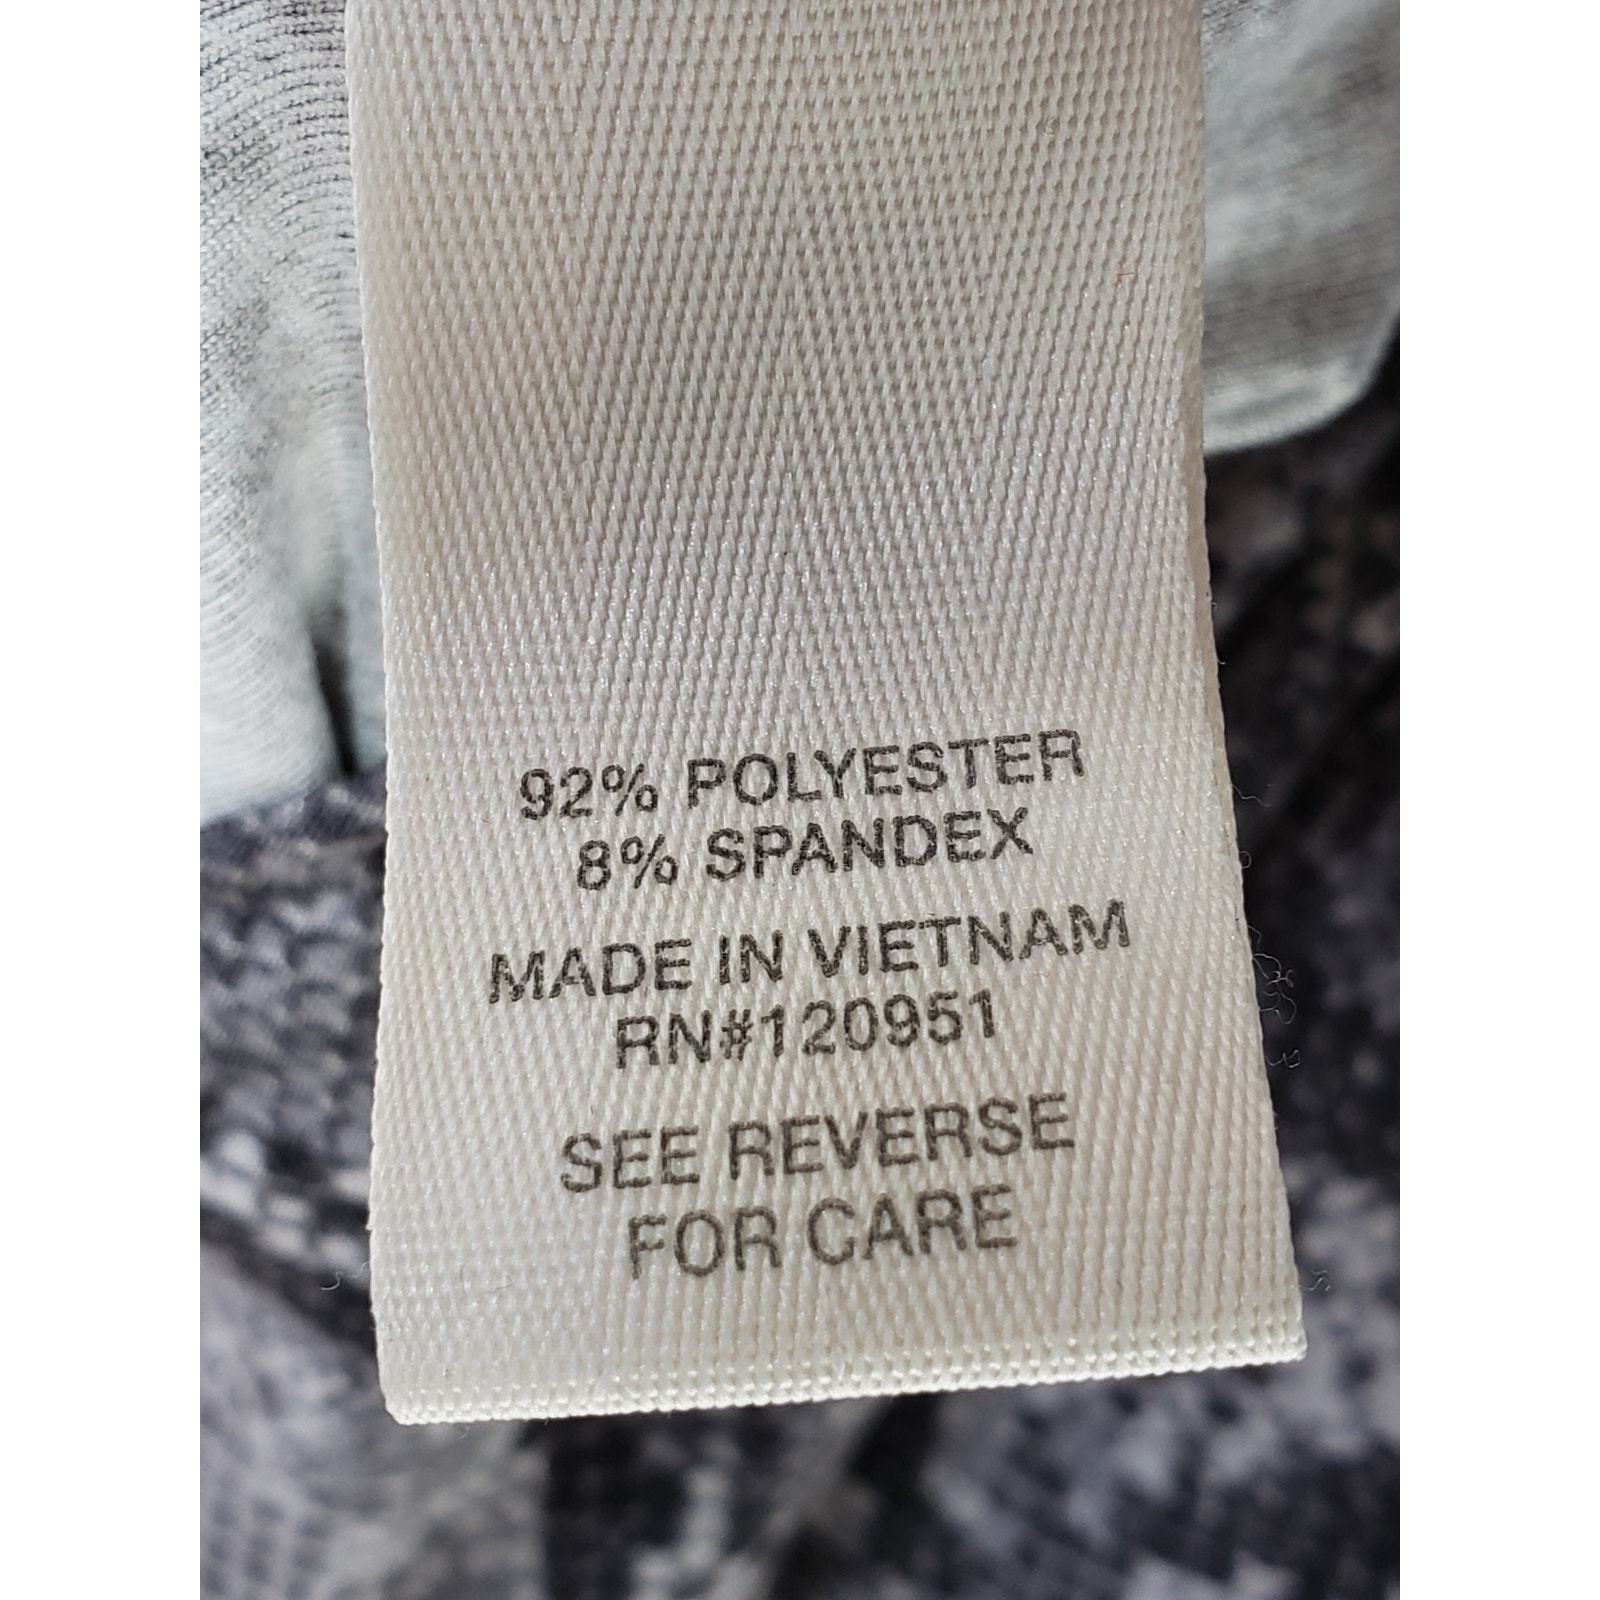 92% POLYESTER
8% SPANDEX
MADE IN VIETNAM
RN#120951
SEE REVERSE
FOR CARE